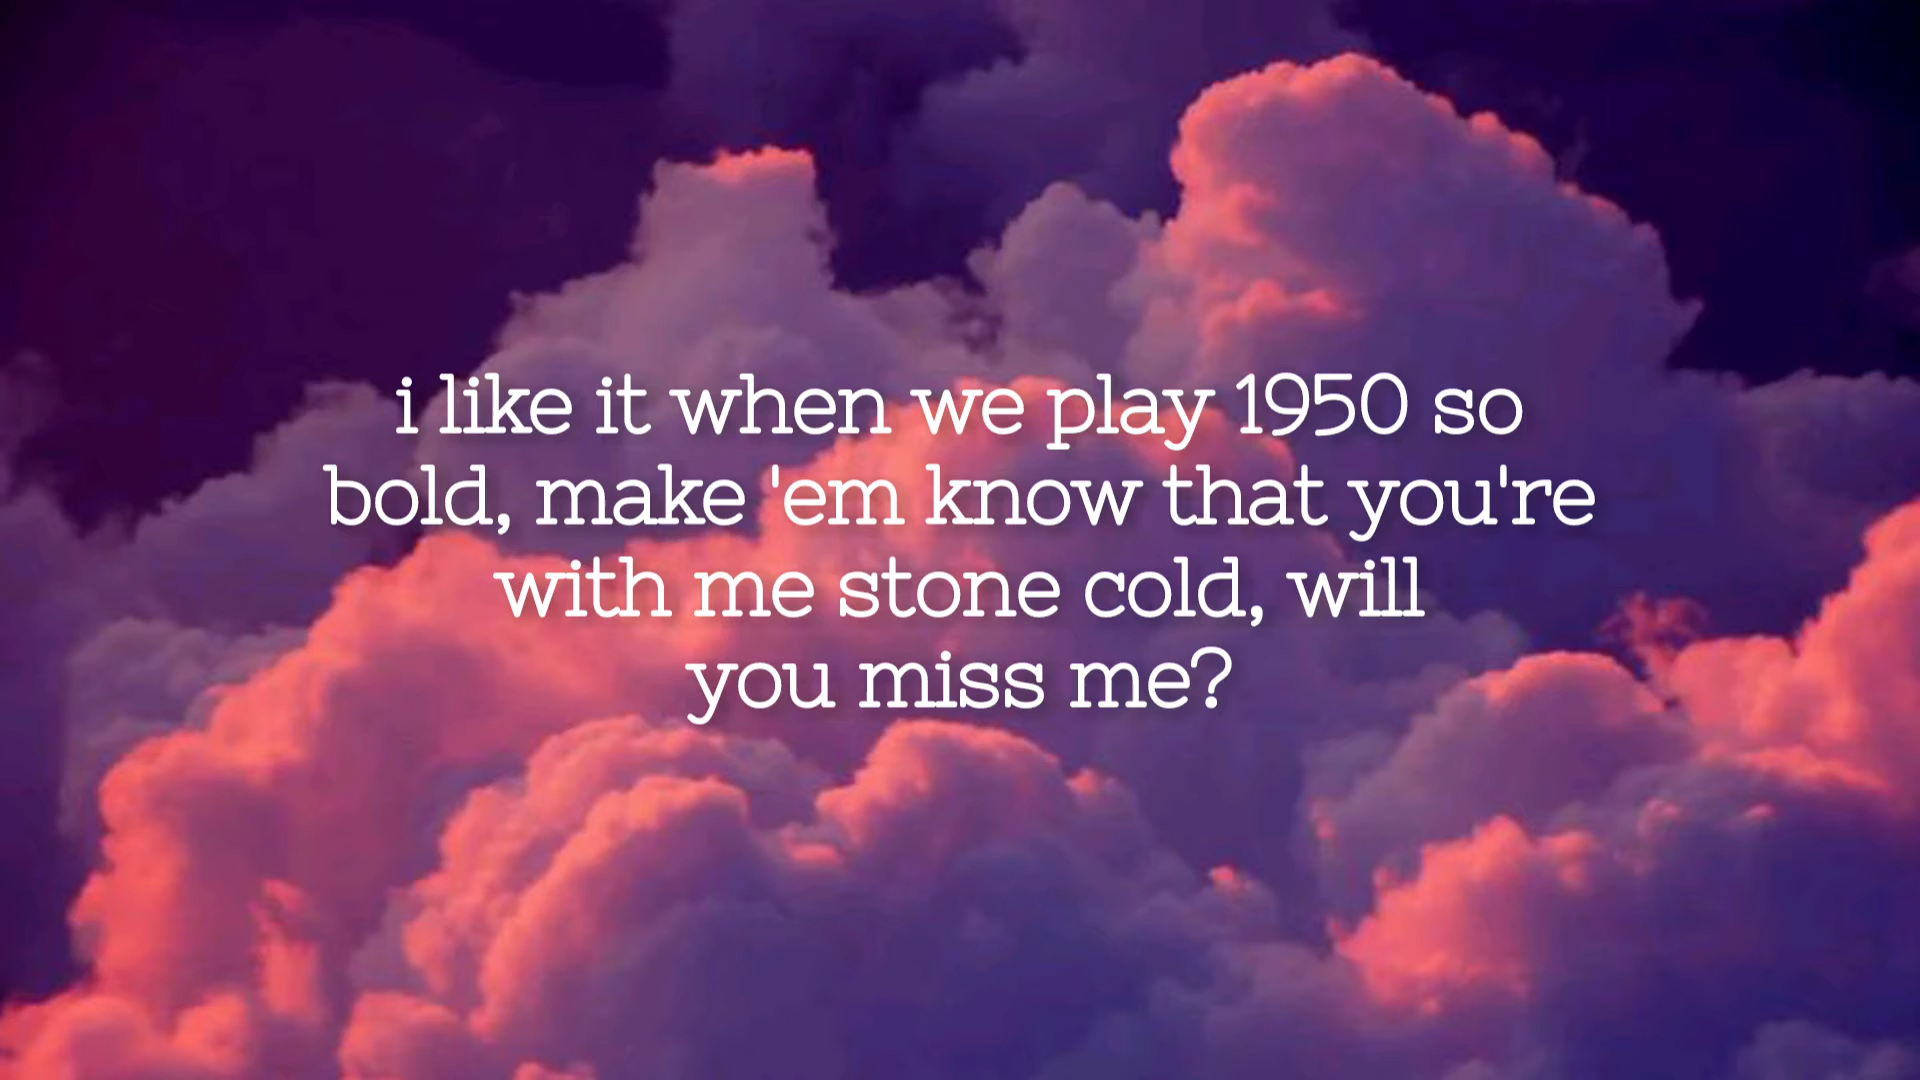 i like it when we play 1950 so
bold, make 'em know that you're
with me stone cold, will
you miss me?